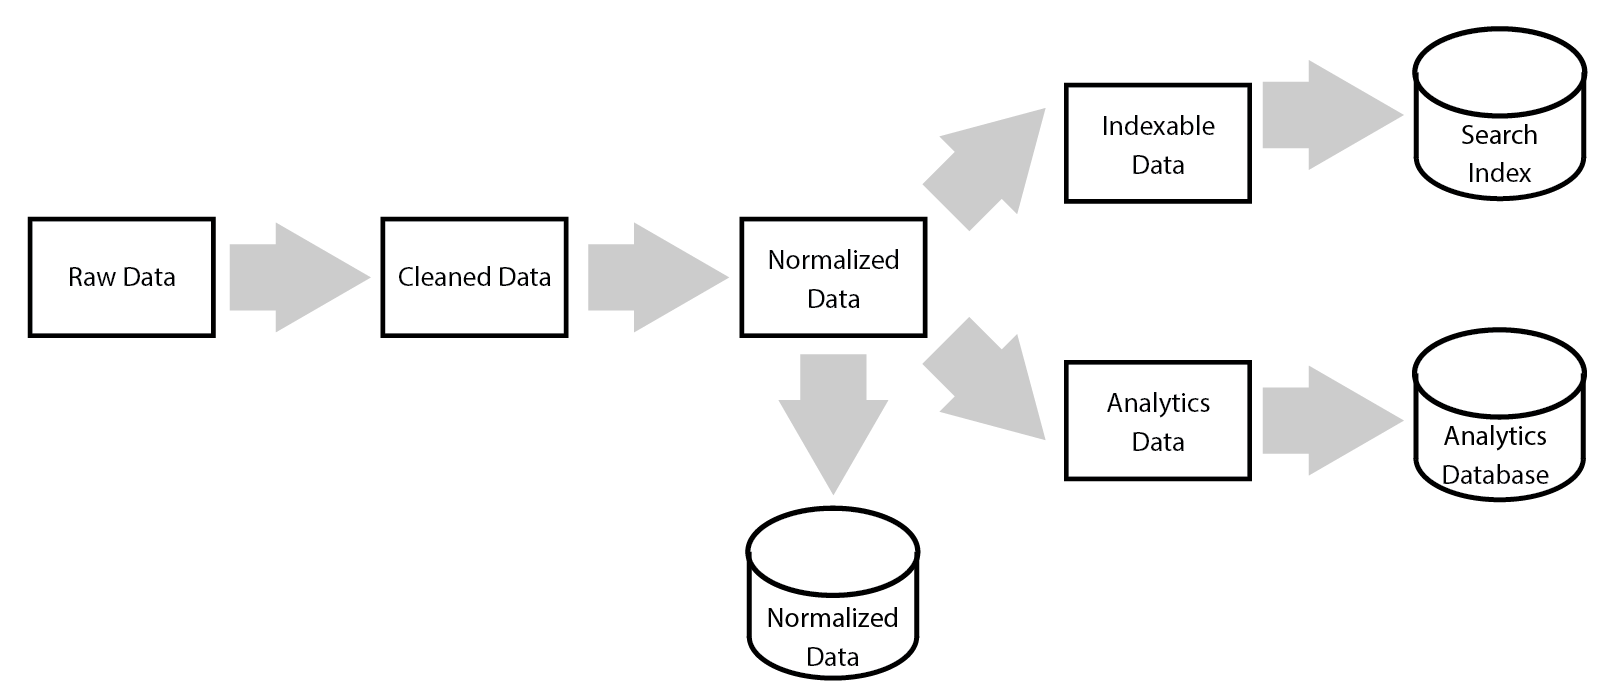 Raw Data
Cleaned Data
Normalized
Data
Indexable
Data
Search
Index
Analytics
Data
Analytics
Database
Normalized
Data